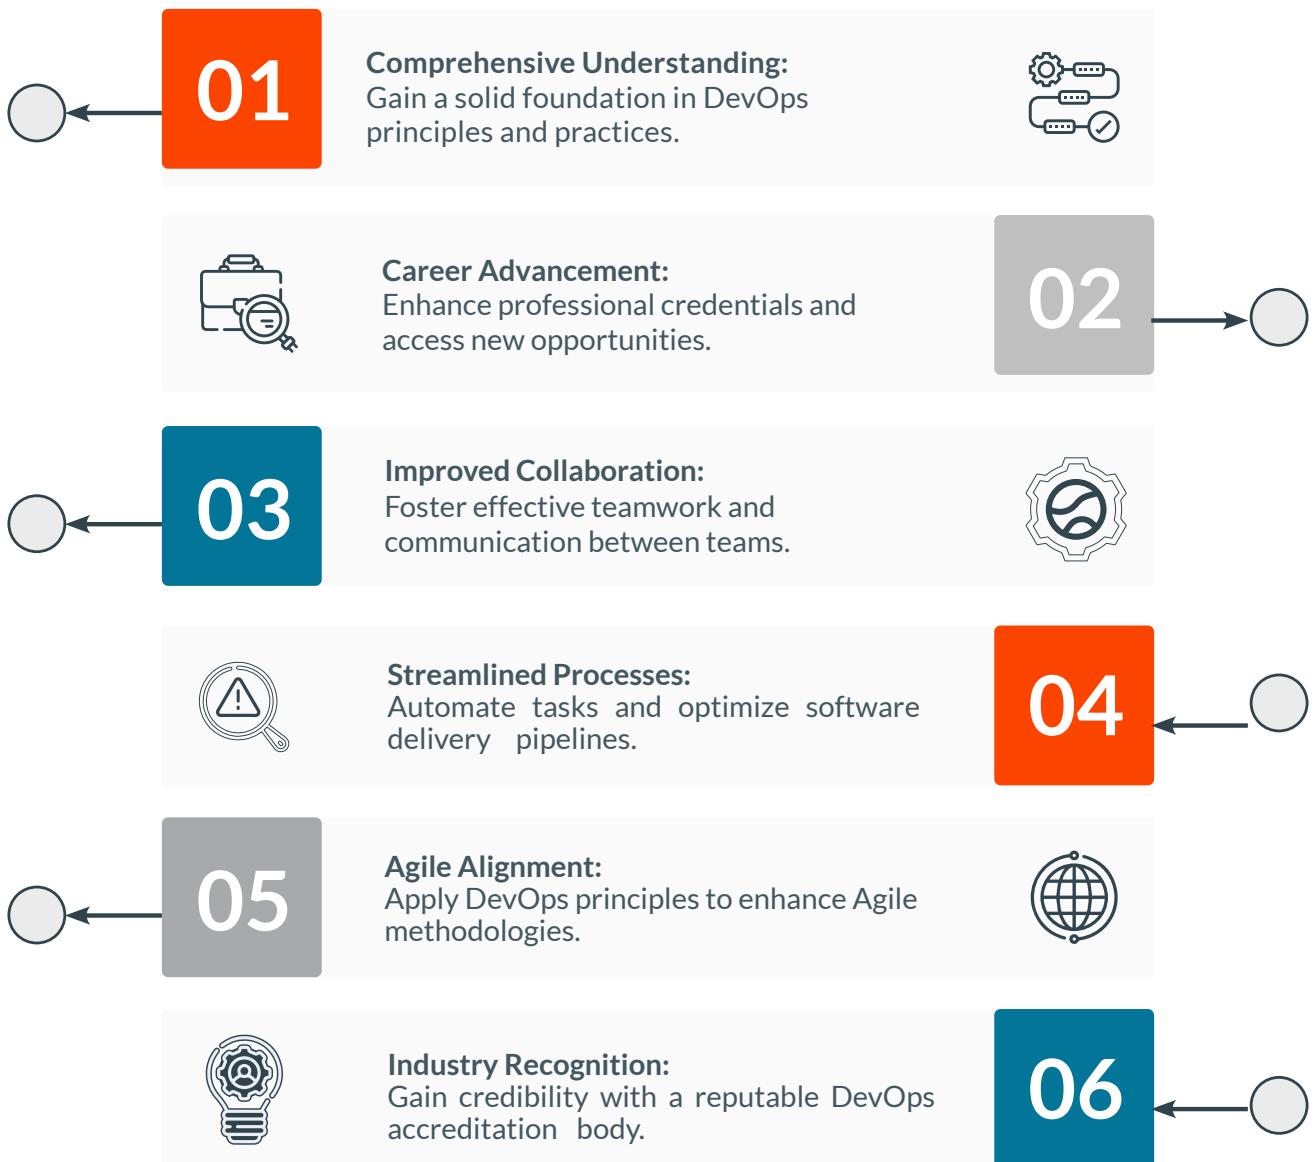 01
Comprehensive Understanding:
Gain a solid foundation in DevOps
principles and practices.
Career Advancement:
Enhance professional credentials and
access new opportunities.
02
03
Improved Collaboration:
Foster effective teamwork and
communication between teams.
Streamlined Processes:
Automate tasks and optimize software
delivery pipelines.
04
05
Agile Alignment:
Apply DevOps principles to enhance Agile
methodologies.
Industry Recognition:
Gain credibility with a reputable DevOps
accreditation body.
06